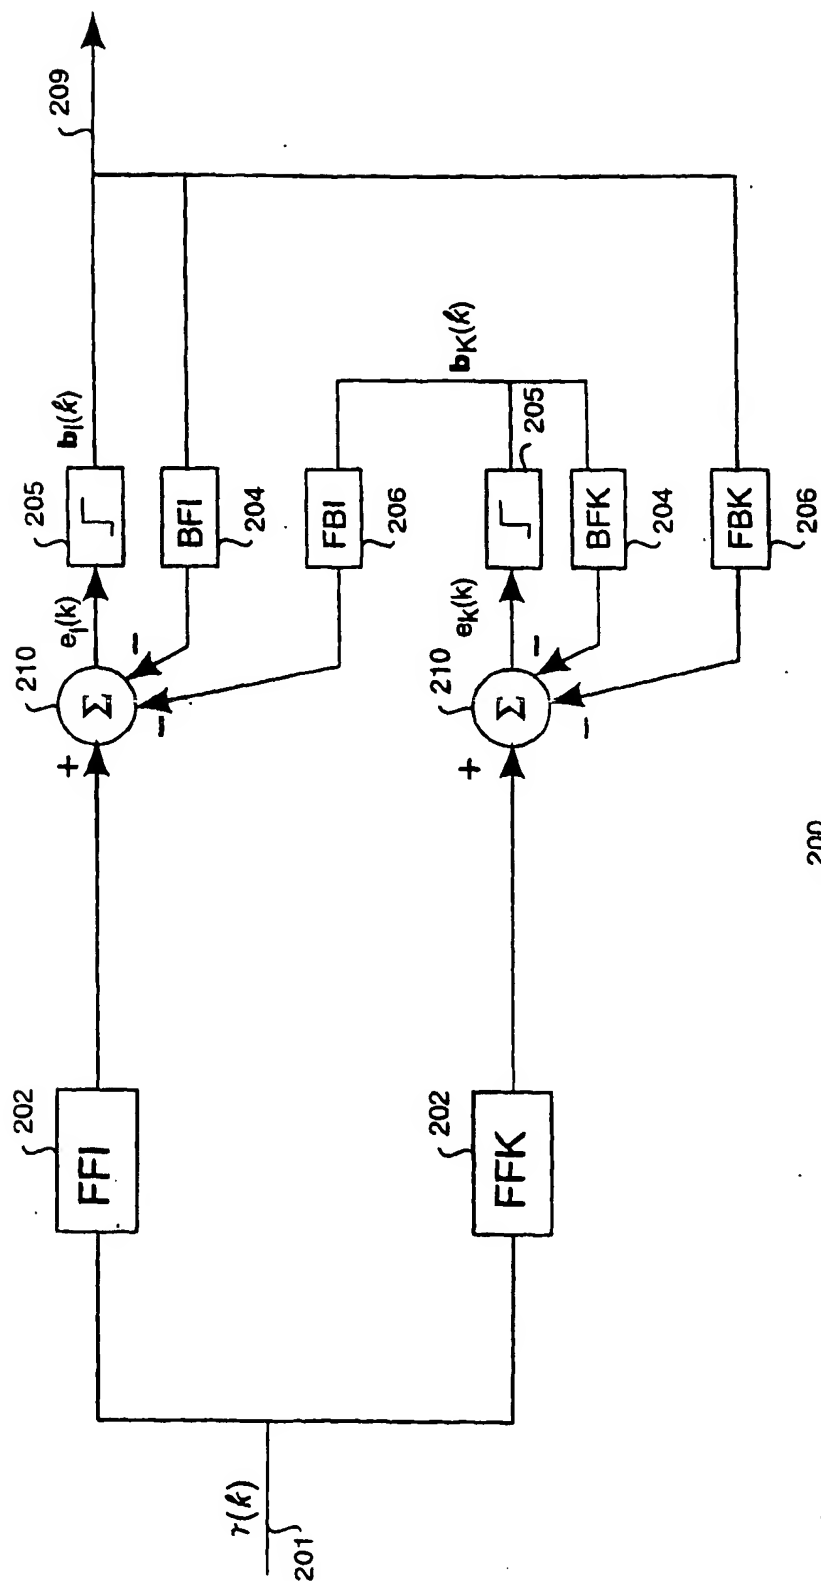 209
b_I(k)
205
BFI
204
e_I(k)
210
Σ
+
−
−
FBI
206
b_K(k)
205
BFK
204
e_K(k)
210
Σ
+
−
−
FBK
206
202
FFI
202
FFK
r(k)
201
200